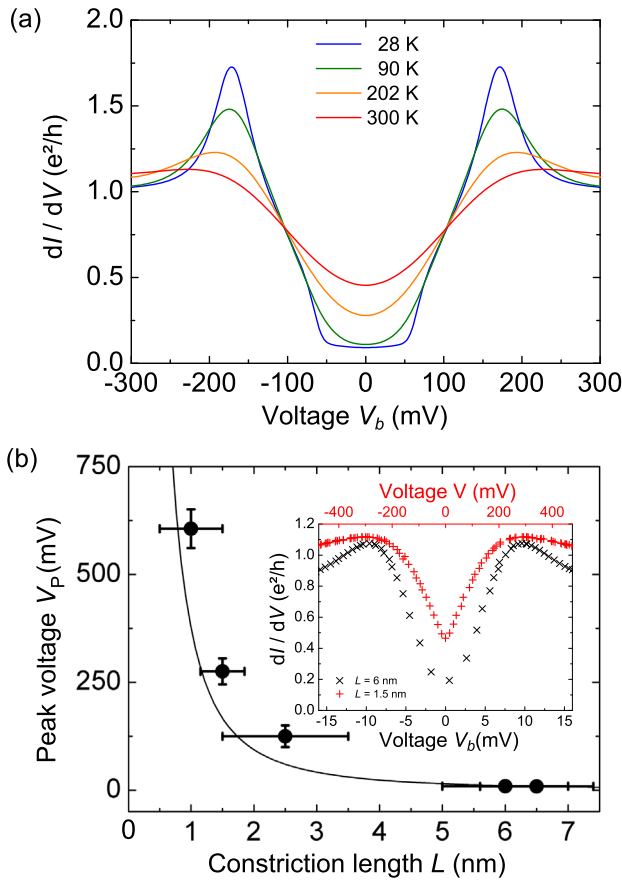 (a)
2.0
1.5
1.0
0.5
0.0
dI / dV (e²/h)
28 K
90 K
202 K
300 K
-300 -200 -100 0 100 200 300
Voltage V_b (mV)
(b)
750
500
250
0
Peak voltage V_P (mV)
0 1 2 3 4 5 6 7
Constriction length L (nm)
Voltage V (mV)
-400 -200 0 200 400
1.2
1.0
0.8
0.6
0.4
0.2
0.0
dI / dV (e²/h)
L = 6 nm
L = 1.5 nm
-15 -10 -5 0 5 10 15
Voltage V_b(mV)